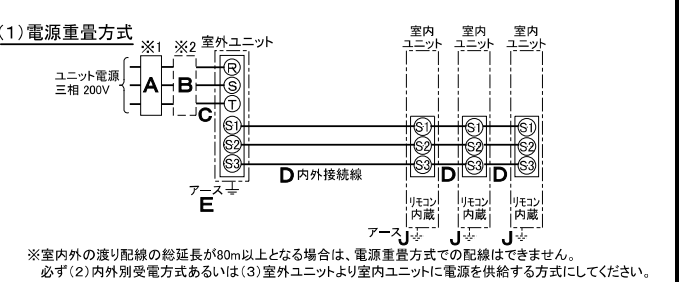 (1)電源重畳方式
※1 ※2 室外ユニット
室内ユニット 室内ユニット 室内ユニット
ユニット電源
三相 200V
A B C
R
S
T
S1 S1 S1 S1
S2 S2 S2 S2
S3 S3 S3 S3
D内外接続線 D D
アース
E
リモコン内蔵 リモコン内蔵 リモコン内蔵
アース J J J
※室内外の渡り配線の総延長が80m以上となる場合は、電源重畳方式での配線はできません。
必ず(2)内外別受電方式あるいは(3)室外ユニットより室内ユニットに電源を供給する方式にしてください。